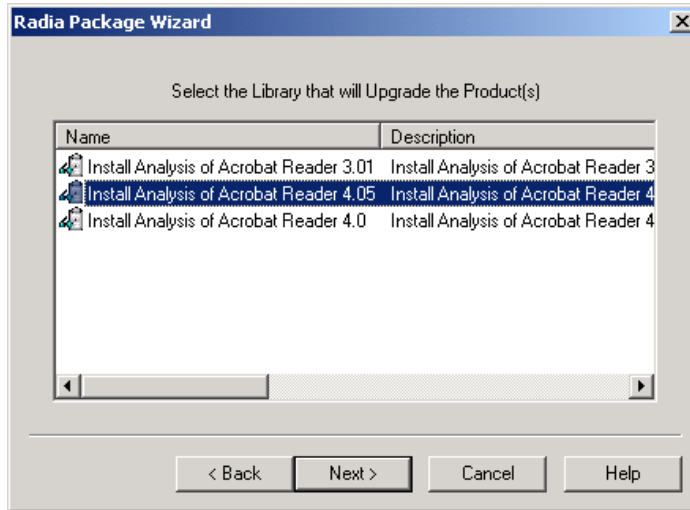 Radia Package Wizard
Select the Library that will Upgrade the Product(s)
Name Description
Install Analysis of Acrobat Reader 3.01 Install Analysis of Acrobat Reader 3
Install Analysis of Acrobat Reader 4.05 Install Analysis of Acrobat Reader 4
Install Analysis of Acrobat Reader 4.0 Install Analysis of Acrobat Reader 4
< Back Next > Cancel Help